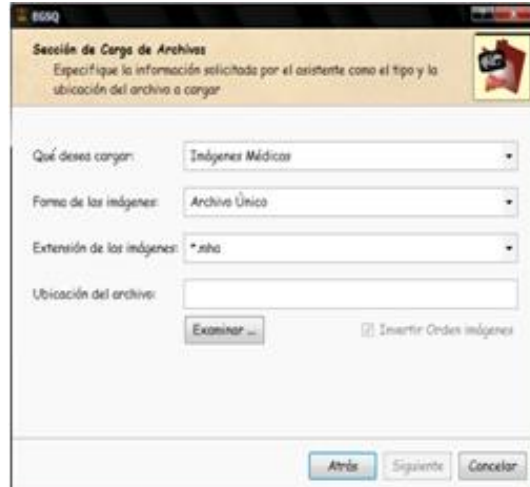 EGSQ
Sección de Carga de Archivos
Especifique la información solicitada por el asistente como el tipo y la
ubicación del archivo a cargar
Qué desea cargar: Imágenes Médicas
Forma de las imágenes: Archivo Único
Extensión de las imágenes: *.mha
Ubicación del archivo:
Examinar ... Invertir Orden imágenes
Atrás Siguiente Cancelar